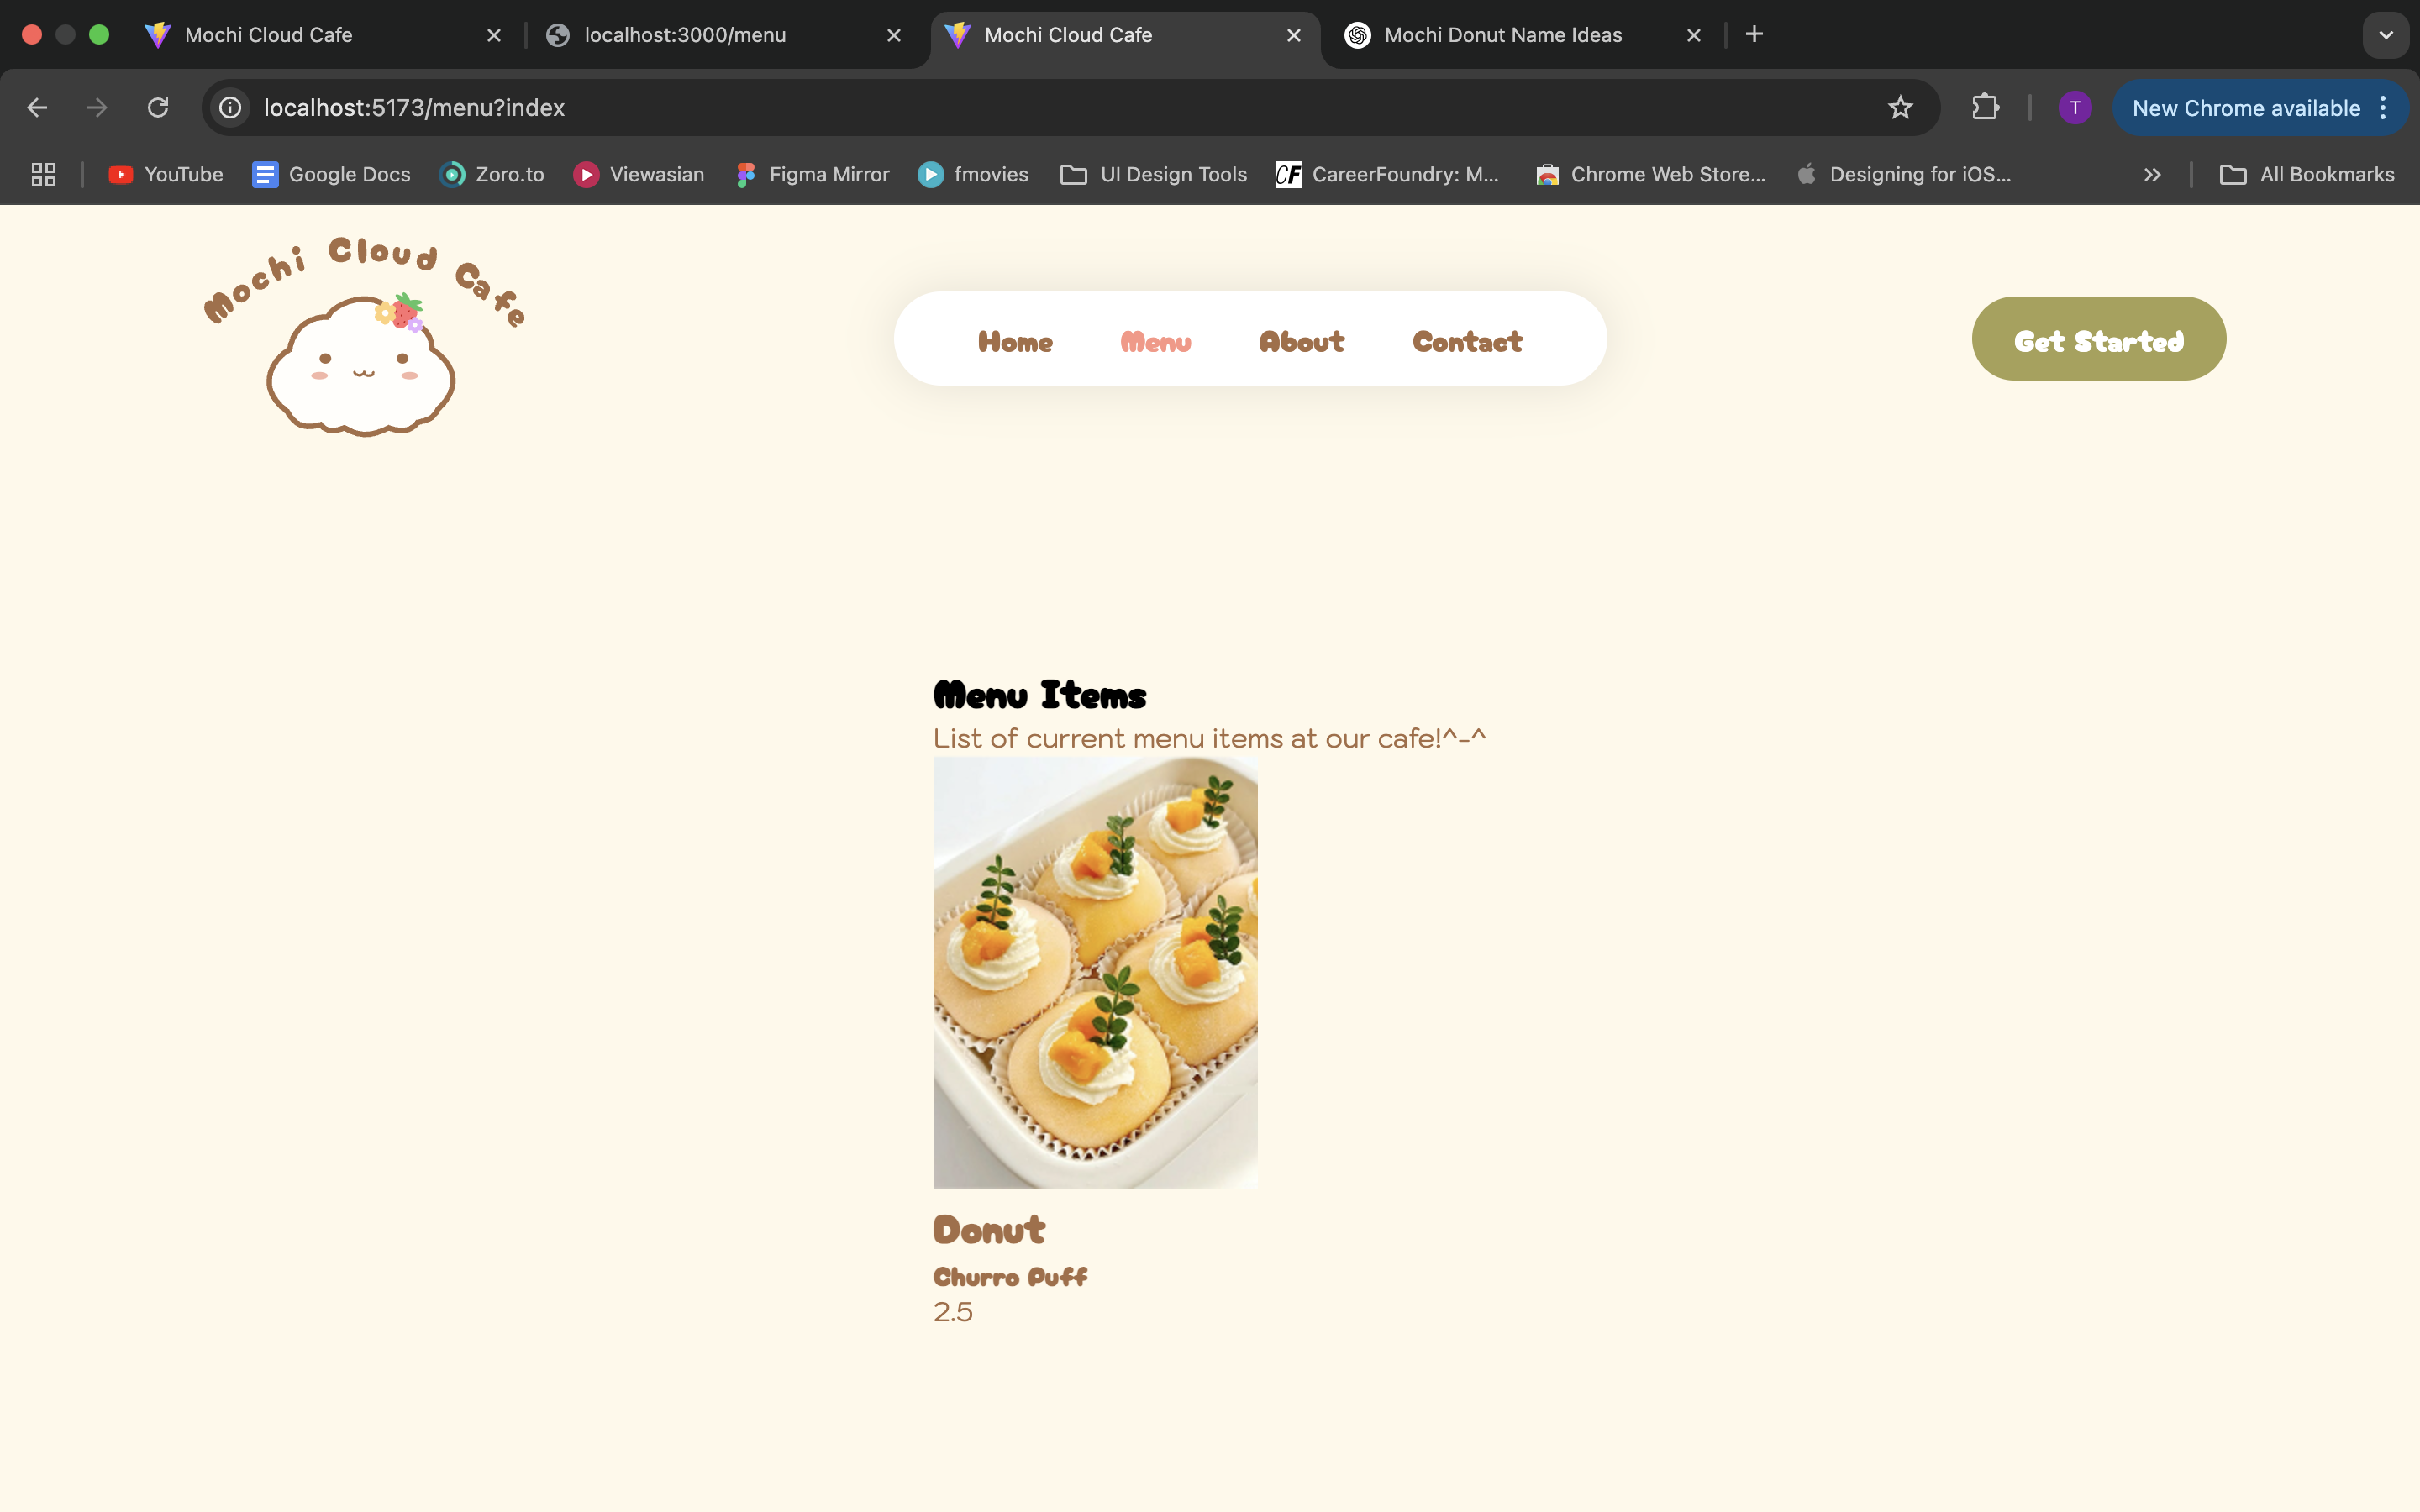 Mochi Cloud Cafe
localhost:3000/menu
Mochi Cloud Cafe
Mochi Donut Name Ideas
localhost:5173/menu?index
T
New Chrome available
YouTube
Google Docs
Zoro.to
Viewasian
Figma Mirror
fmovies
UI Design Tools
CF
CareerFoundry: M...
Chrome Web Store...
Designing for iOS...
All Bookmarks
Mochi Cloud Cafe
Home
Menu
About
Contact
Get Started
Menu Items
List of current menu items at our cafe!^-^
Donut
Churro Puff
2.5